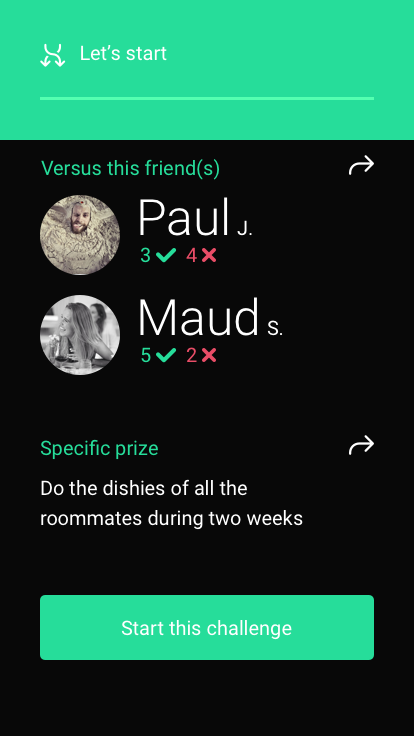 Let's start
Versus this friend(s)
Paul J.
3 4
Maud S.
5 2
Specific prize
Do the dishies of all the
roommates during two weeks
Start this challenge